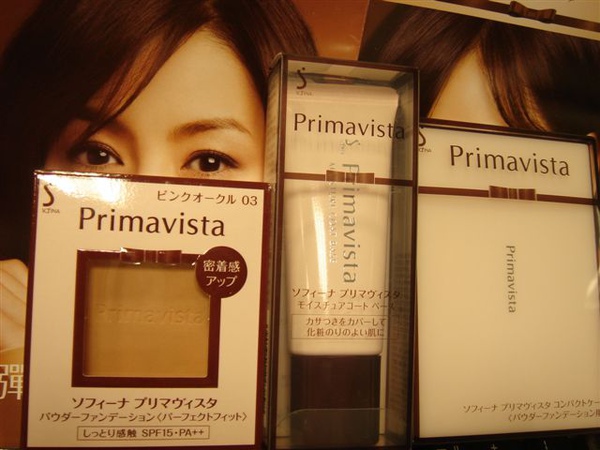 SOFINA
ピンクオークル 03
Primavista
密着感
アップ
Primavista
ソフィーナ プリマヴィスタ
パウダーファンデーション〈パーフェクトフィット〉
しっとり感触 SPF15・PA++
Primavista
Primavista
ソフィーナ プリマヴィスタ
モイスチュアコート ベース
カサつきをカバーして
化粧のりのよい肌に
SOFINA
Primavista
Primavista
ソフィーナ プリマヴィスタ コンパクトケー
〈パウダーファンデーション用
彈